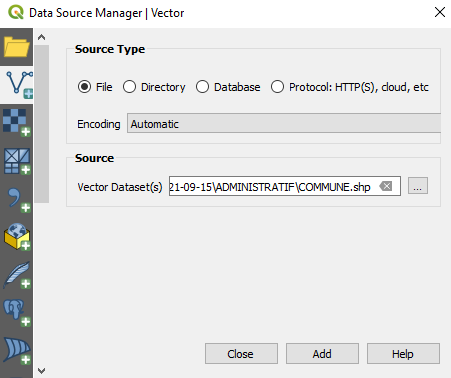 Data Source Manager | Vector
Source Type
File Directory Database Protocol: HTTP(S), cloud, etc
Encoding Automatic
Source
Vector Dataset(s) 21-09-15\ADMINISTRATIF\COMMUNE.shp ...
Close Add Help